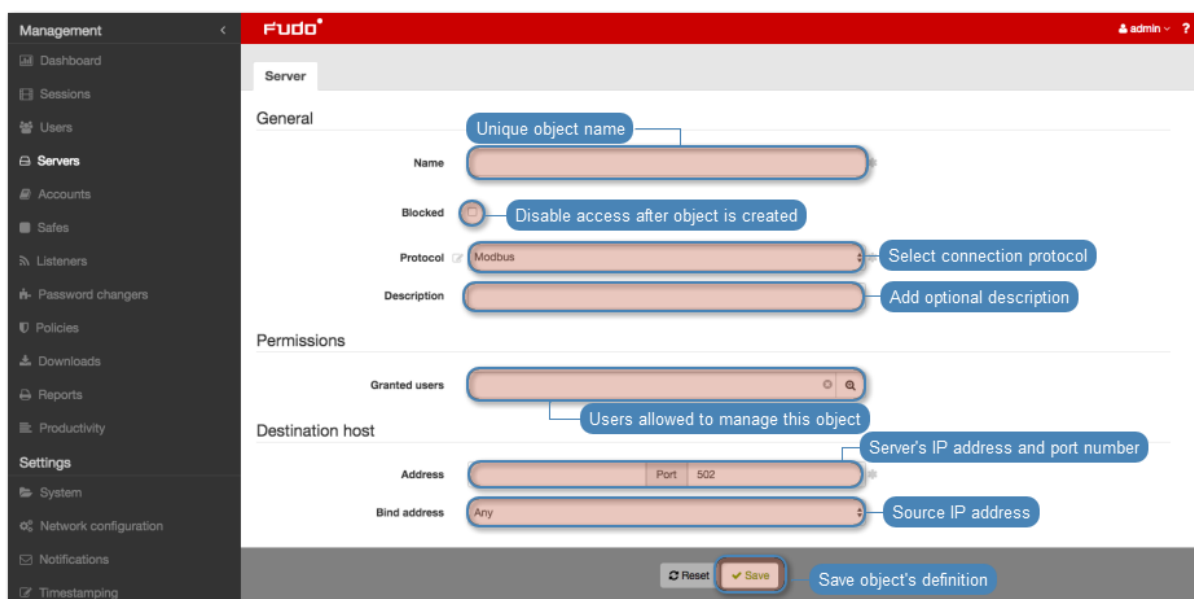 Management
Dashboard
Sessions
Users
Servers
Accounts
Safes
Listeners
Password changers
Policies
Downloads
Reports
Productivity
Settings
System
Network configuration
Notifications
Timestamping
FUDO
admin ?
Server
General
Unique object name
Name
Blocked
Disable access after object is created
Protocol Modbus
Select connection protocol
Description
Add optional description
Permissions
Granted users
Users allowed to manage this object
Destination host
Server's IP address and port number
Address Port 502
Bind address Any
Source IP address
Reset Save
Save object's definition